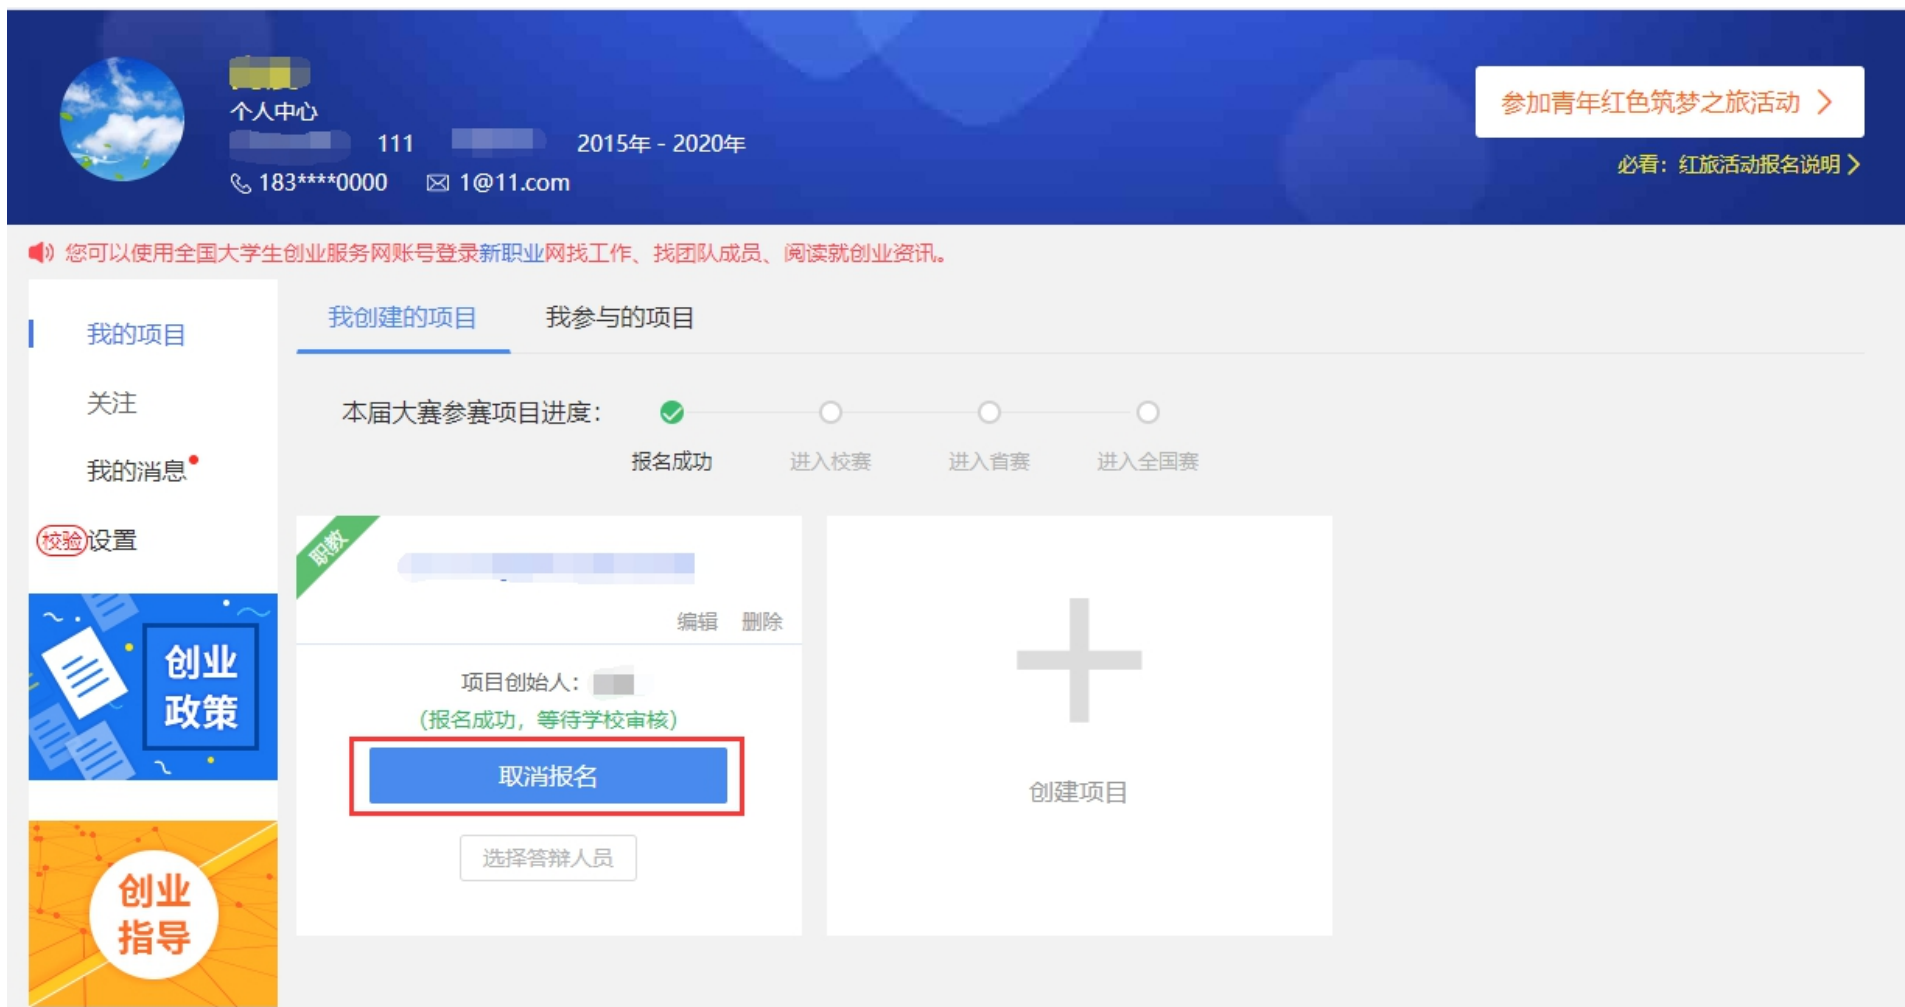 个人中心
111 2015年 - 2020年
183****0000 1@11.com
参加青年红色筑梦之旅活动
必看：红旅活动报名说明
您可以使用全国大学生创业服务网账号登录新职业网找工作、找团队成员、阅读就创业资讯。
我的项目
关注
我的消息
校验 设置
创业
政策
创业
指导
我创建的项目 我参与的项目
本届大赛参赛项目进度：
报名成功 进入校赛 进入省赛 进入全国赛
职教
编辑 删除
项目创始人：
（报名成功，等待学校审核）
取消报名
选择答辩人员
创建项目